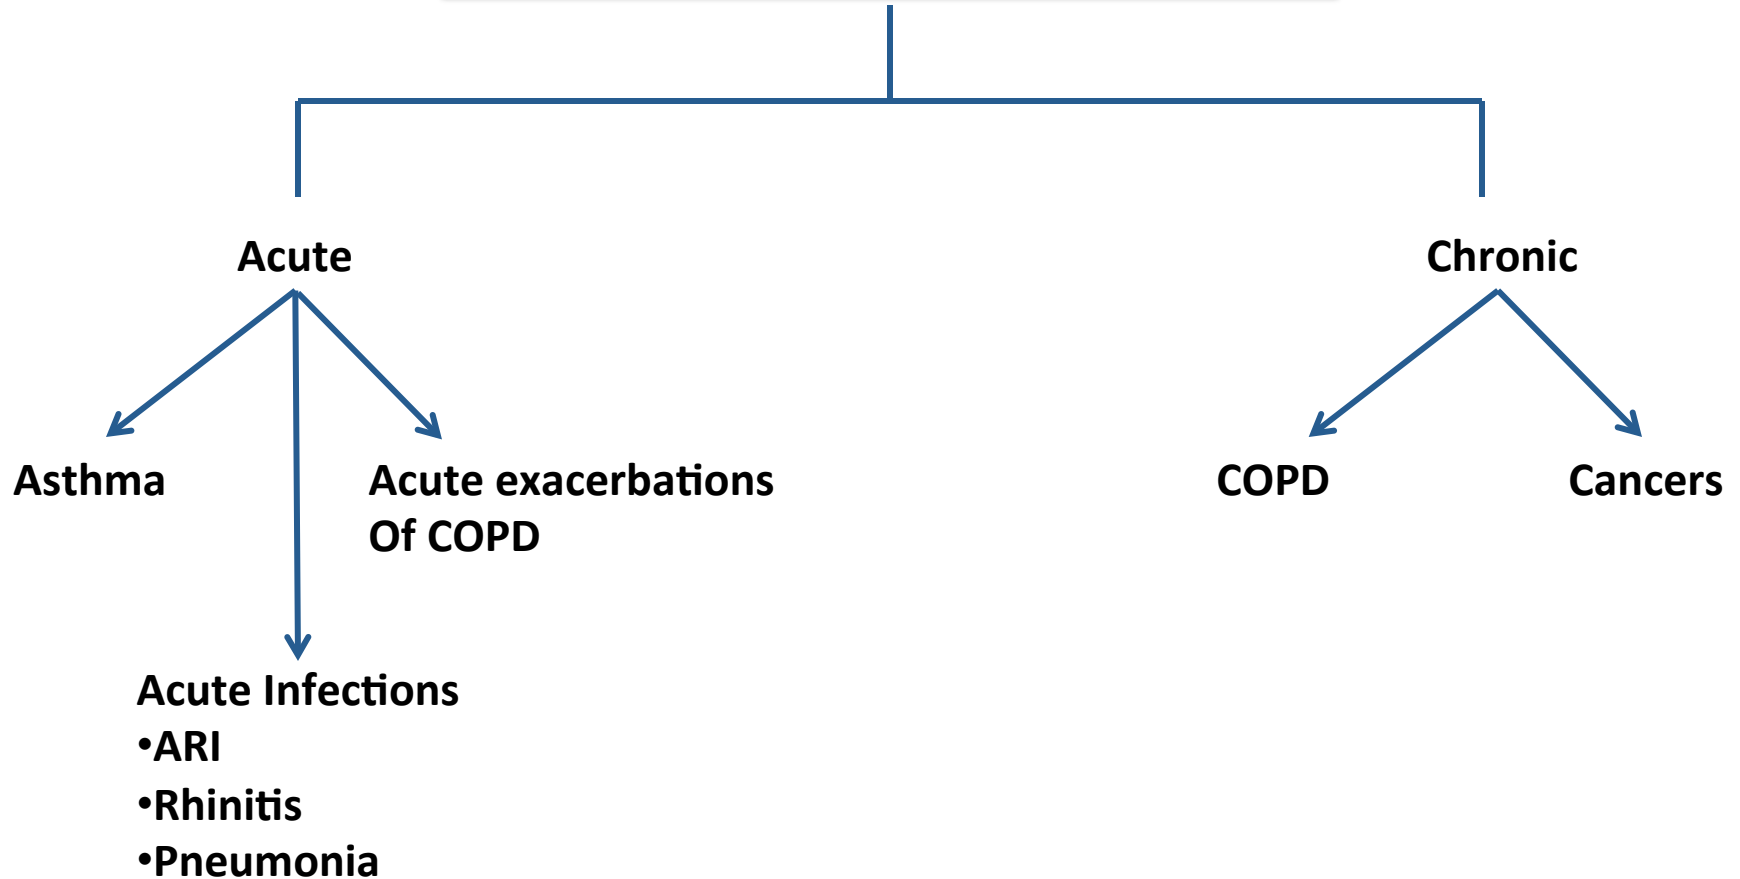 Acute
Chronic
Asthma
Acute exacerbations
Of COPD
COPD
Cancers
Acute Infections
•ARI
•Rhinitis
•Pneumonia